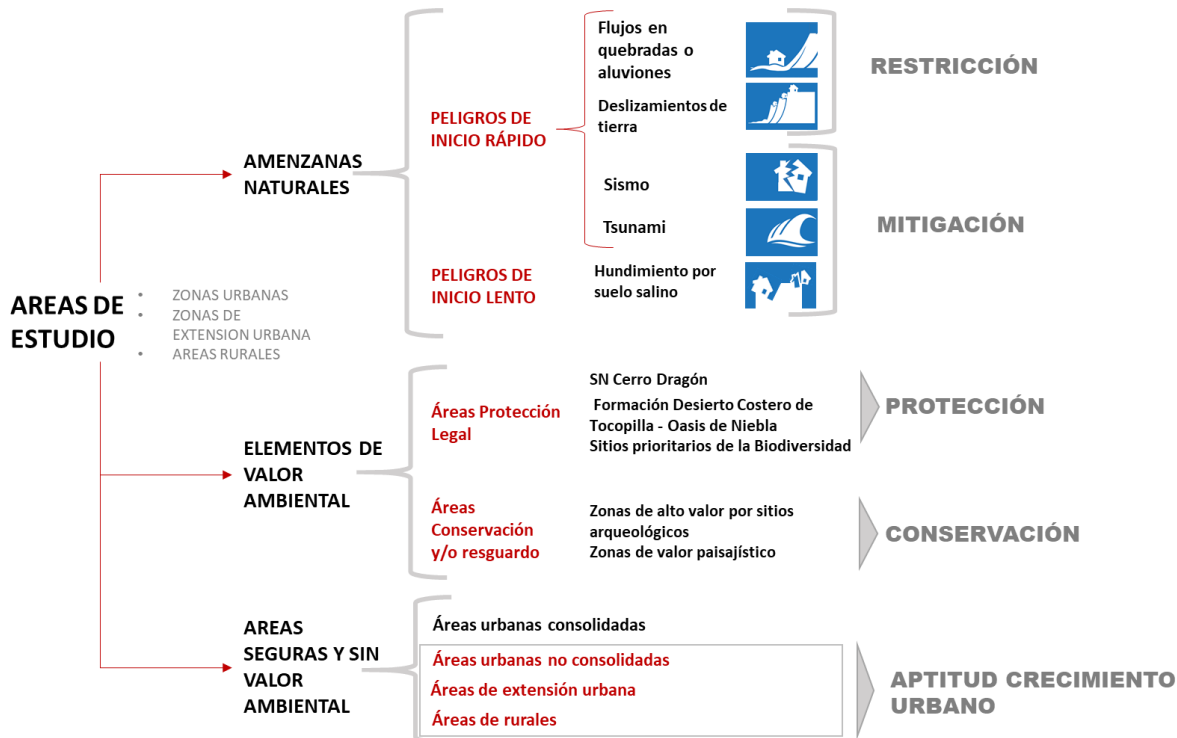 AREAS DE
ESTUDIO
• ZONAS URBANAS
• ZONAS DE
EXTENSION URBANA
• AREAS RURALES
AMENZANAS
NATURALES
PELIGROS DE
INICIO RÁPIDO
Flujos en
quebradas o
aluviones
Deslizamientos de
tierra
RESTRICCIÓN
Sismo
Tsunami
PELIGROS DE
INICIO LENTO
Hundimiento por
suelo salino
MITIGACIÓN
ELEMENTOS DE
VALOR
AMBIENTAL
Áreas Protección
Legal
SN Cerro Dragón
Formación Desierto Costero de
Tocopilla - Oasis de Niebla
Sitios prioritarios de la Biodiversidad
PROTECCIÓN
Áreas
Conservación
y/o resguardo
Zonas de alto valor por sitios
arqueológicos
Zonas de valor paisajístico
CONSERVACIÓN
AREAS
SEGURAS Y SIN
VALOR
AMBIENTAL
Áreas urbanas consolidadas
Áreas urbanas no consolidadas
Áreas de extensión urbana
Áreas de rurales
APTITUD CRECIMIENTO
URBANO